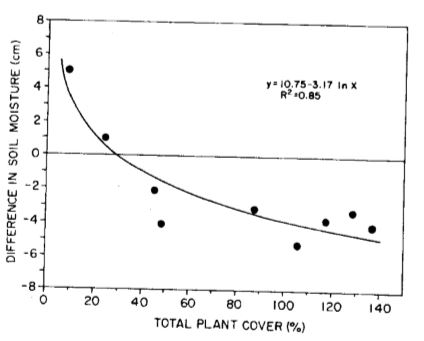 8
6
4
2
0
-2
-4
-6
-8
DIFFERENCE IN SOIL MOISTURE (cm)
y=10.75-3.17 ln X
R²=0.85
0 20 40 60 80 100 120 140
TOTAL PLANT COVER (%)